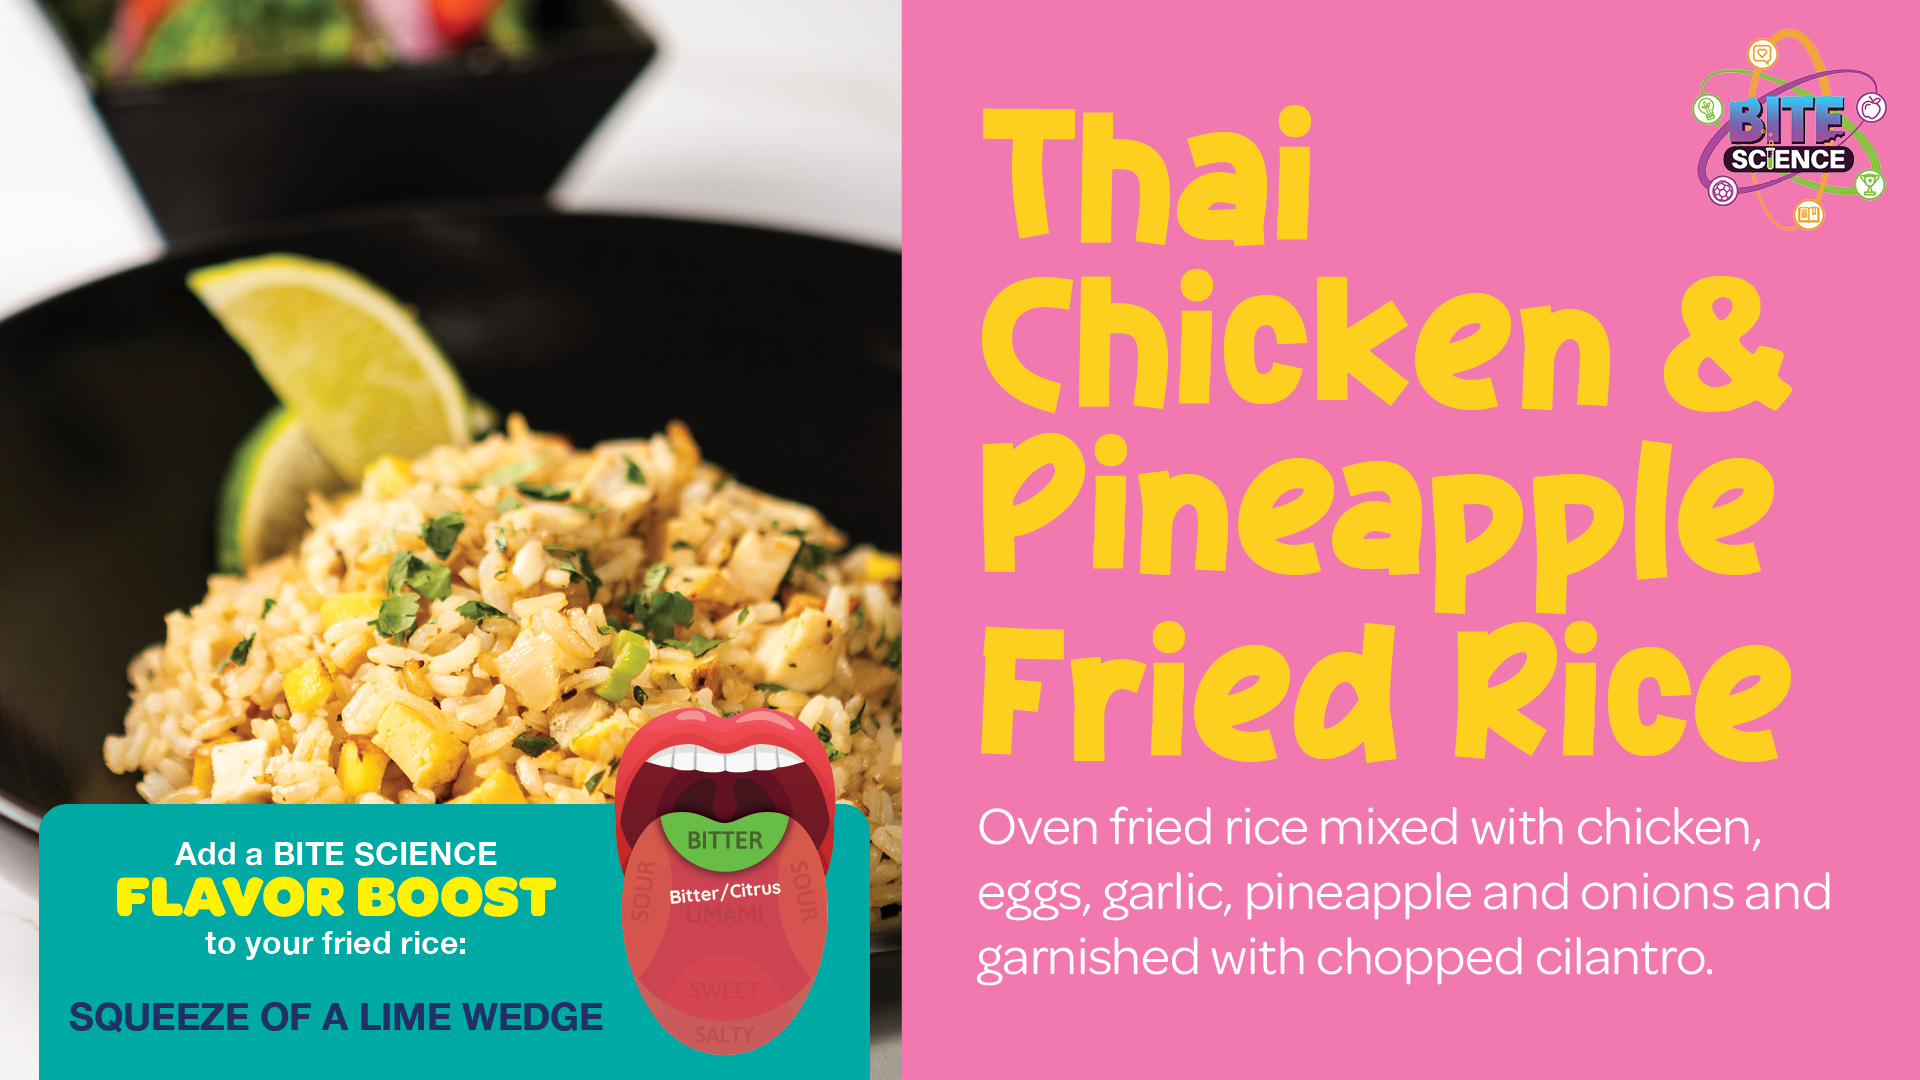 Thai
Chicken &
Pineapple
Fried Rice
Oven fried rice mixed with chicken,
eggs, garlic, pineapple and onions and
garnished with chopped cilantro.
BITE
SCIENCE
Add a BITE SCIENCE
FLAVOR BOOST
to your fried rice:
SQUEEZE OF A LIME WEDGE
BITTER
Bitter/Citrus
SOUR
SOUR
UMAMI
SWEET
SALTY